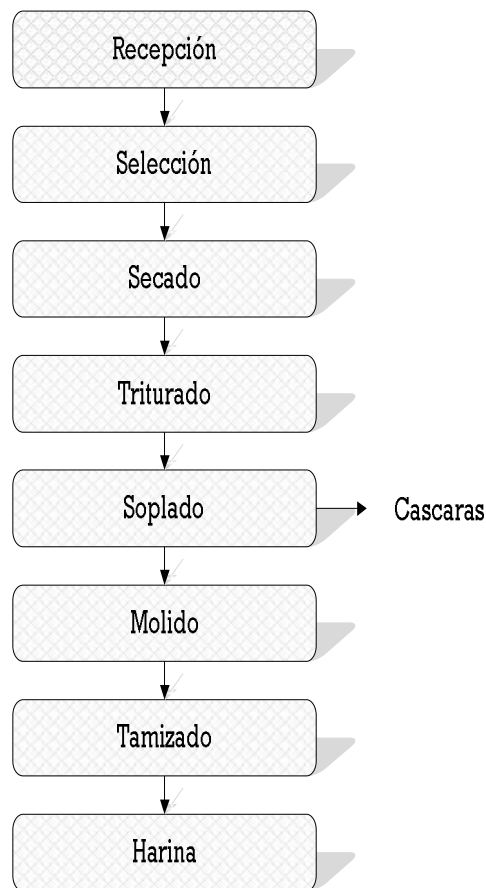 Recepción
Selección
Secado
Triturado
Soplado
Cascaras
Molido
Tamizado
Harina